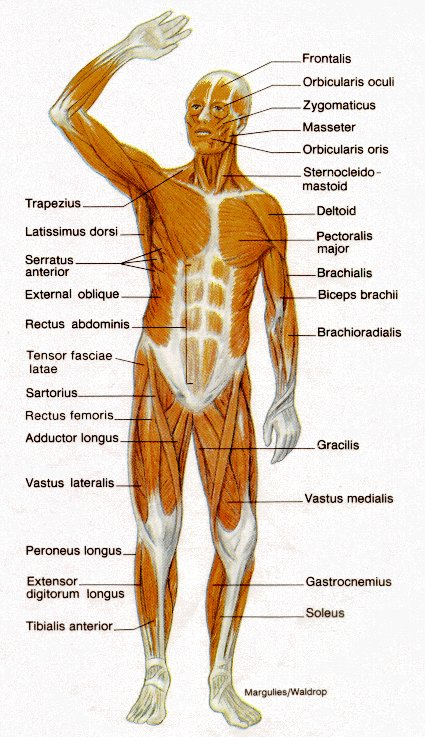 Frontalis
Orbicularis oculi
Zygomaticus
Masseter
Orbicularis oris
Sternocleido-
mastoid
Trapezius
Deltoid
Latissimus dorsi
Pectoralis
major
Serratus
anterior
Brachialis
External oblique
Biceps brachii
Rectus abdominis
Brachioradialis
Tensor fasciae
latae
Sartorius
Rectus femoris
Adductor longus
Gracilis
Vastus lateralis
Vastus medialis
Peroneus longus
Extensor
digitorum longus
Gastrocnemius
Soleus
Tibialis anterior
Margulies/Waldrop